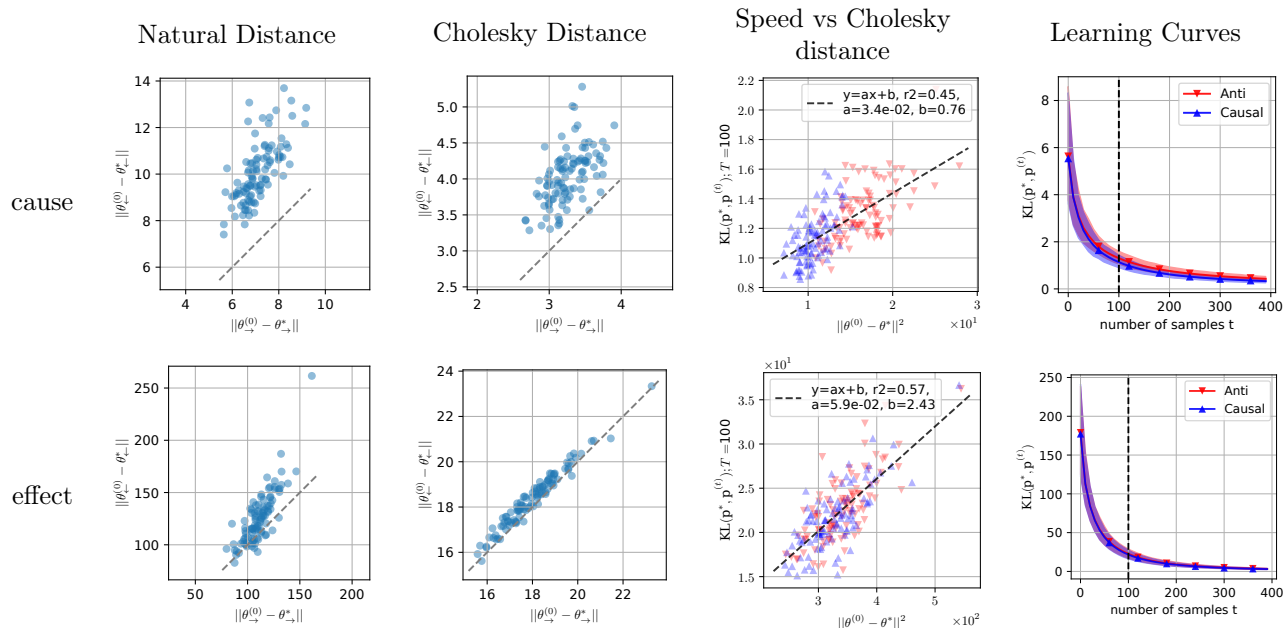 Natural Distance
Cholesky Distance
Speed vs Cholesky
distance
Learning Curves
cause
14
12
10
8
6
4
6
8
10
||θ→^(0) − θ→^*||
||θ←^(0) − θ←^*||
5.0
4.5
4.0
3.5
3.0
2.5
2
3
4
||θ→^(0) − θ→^*||
||θ←^(0) − θ←^*||
2.2
2.0
1.8
1.6
1.4
1.2
1.0
0.8
y=ax+b, r2=0.45,
a=3.4e-02, b=0.76
KL(p*, p^(t)); T = 100
1
2
3
||θ^(0) − θ*||²
×10¹
8
6
4
2
0
Anti
Causal
KL(p*, p^(t))
0
100
200
300
400
number of samples t
effect
250
200
150
100
50
100
150
200
||θ→^(0) − θ→^*||
||θ←^(0) − θ←^*||
24
22
20
18
16
16
18
20
22
||θ→^(0) − θ→^*||
||θ←^(0) − θ←^*||
×10¹
3.5
3.0
2.5
2.0
1.5
y=ax+b, r2=0.57,
a=5.9e-02, b=2.43
KL(p*, p^(t)); T = 100
3
4
5
||θ^(0) − θ*||²
×10²
250
200
150
100
50
0
Anti
Causal
KL(p*, p^(t))
0
100
200
300
400
number of samples t